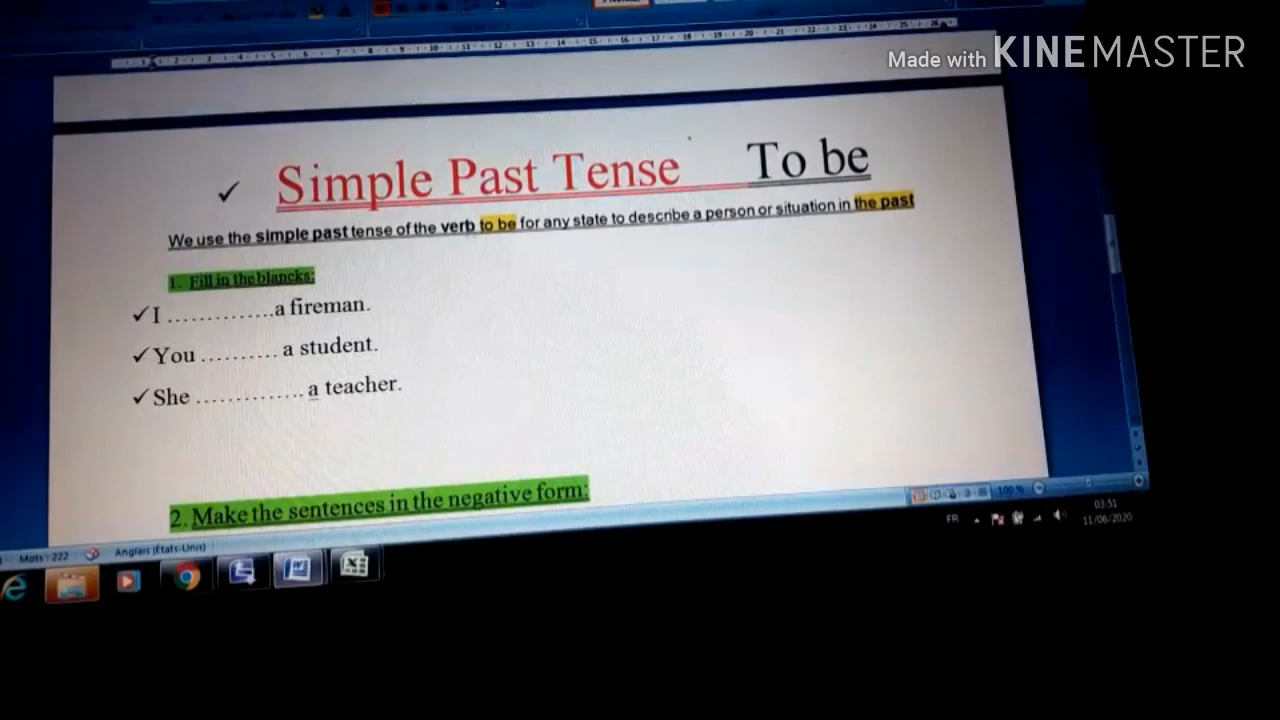 Made with KINEMASTER
✓ Simple Past Tense To be
We use the simple past tense of the verb to be for any state to describe a person or situation in the past
1. Fill in the blancks:
✓ I ..............a fireman.
✓ You .......... a student.
✓ She .............. a teacher.
2. Make the sentences in the negative form:
100 %
Mots : 222 Anglais (États-Unis)
FR 03:51
11/06/2020